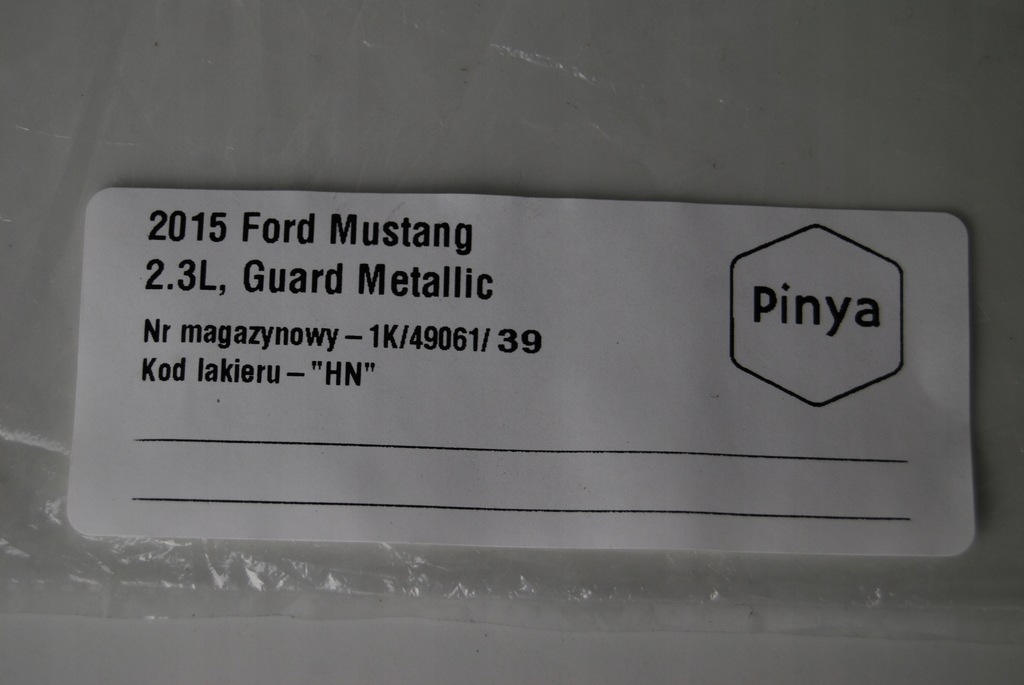 2015 Ford Mustang
2.3L, Guard Metallic
Nr magazynowy – 1K/49061/ 39
Kod lakieru – "HN"
Pinya